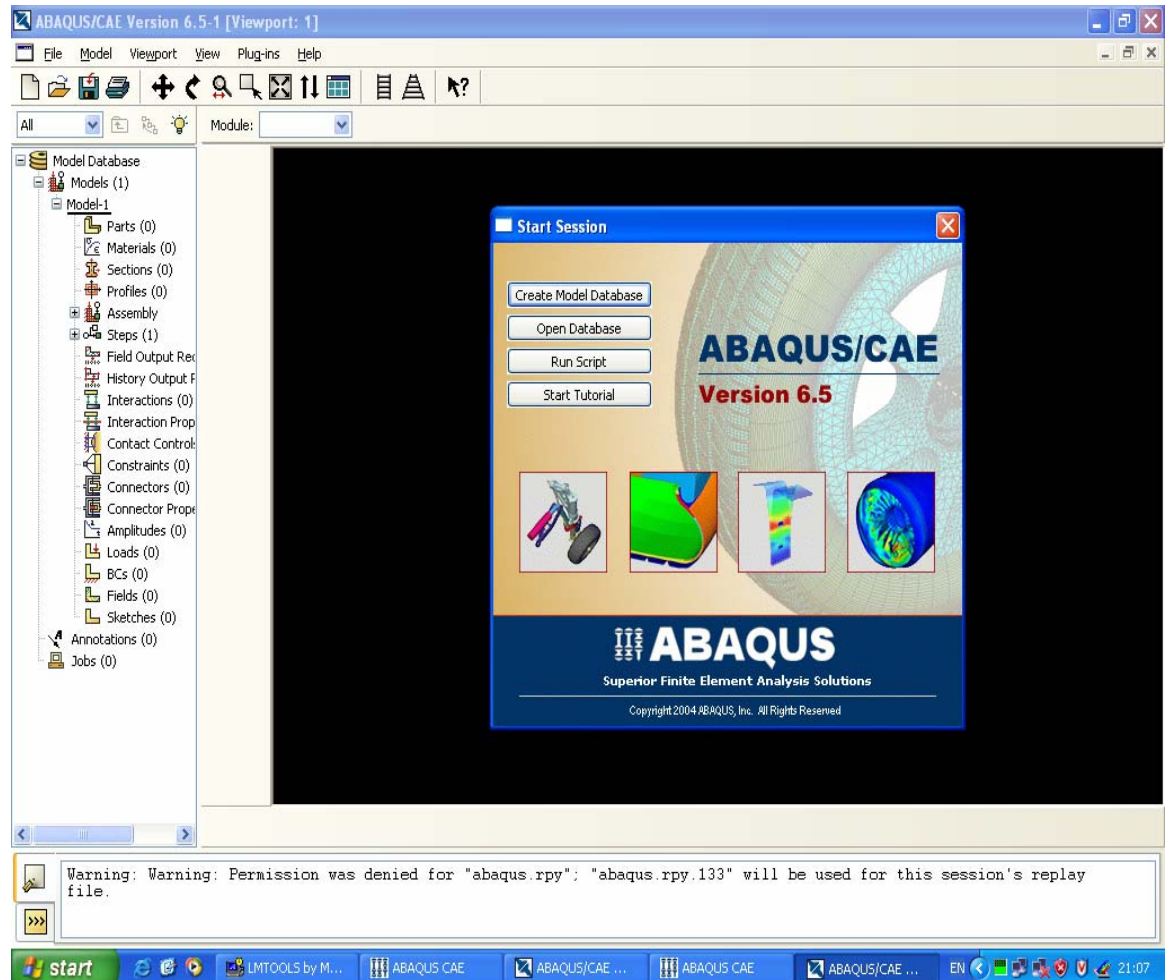 ABAQUS/CAE Version 6.5-1 [Viewport: 1]
File Model Viewport View Plug-ins Help
All Module:
Model Database
Models (1)
Model-1
Parts (0)
Materials (0)
Sections (0)
Profiles (0)
Assembly
Steps (1)
Field Output Rec
History Output F
Interactions (0)
Interaction Prop
Contact Control
Constraints (0)
Connectors (0)
Connector Prope
Amplitudes (0)
Loads (0)
BCs (0)
Fields (0)
Sketches (0)
Annotations (0)
Jobs (0)
Start Session
Create Model Database
Open Database
Run Script
Start Tutorial
ABAQUS/CAE
Version 6.5
ABAQUS
Superior Finite Element Analysis Solutions
Copyright 2004 ABAQUS, Inc. All Rights Reserved
Warning: Warning: Permission was denied for "abaqus.rpy"; "abaqus.rpy.133" will be used for this session's replay
file.
>>>
start LMTOOLS by M... ABAQUS CAE ABAQUS/CAE ... ABAQUS CAE ABAQUS/CAE ... EN 21:07